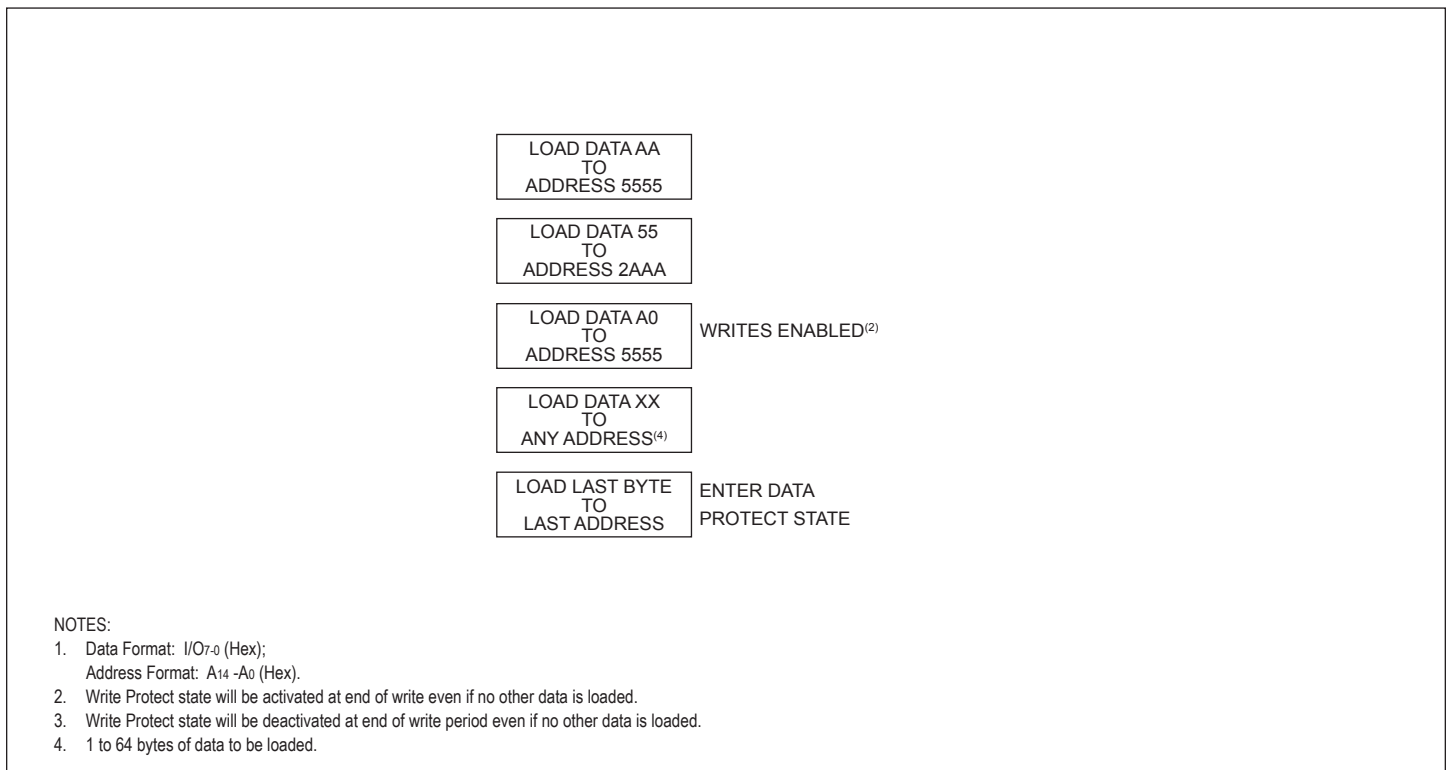 LOAD DATA AA
TO
ADDRESS 5555
LOAD DATA 55
TO
ADDRESS 2AAA
LOAD DATA A0
TO
ADDRESS 5555
WRITES ENABLED(2)
LOAD DATA XX
TO
ANY ADDRESS(4)
LOAD LAST BYTE
TO
LAST ADDRESS
ENTER DATA
PROTECT STATE
NOTES:
1. Data Format: I/O7-0 (Hex);
Address Format: A14 -A0 (Hex).
2. Write Protect state will be activated at end of write even if no other data is loaded.
3. Write Protect state will be deactivated at end of write period even if no other data is loaded.
4. 1 to 64 bytes of data to be loaded.